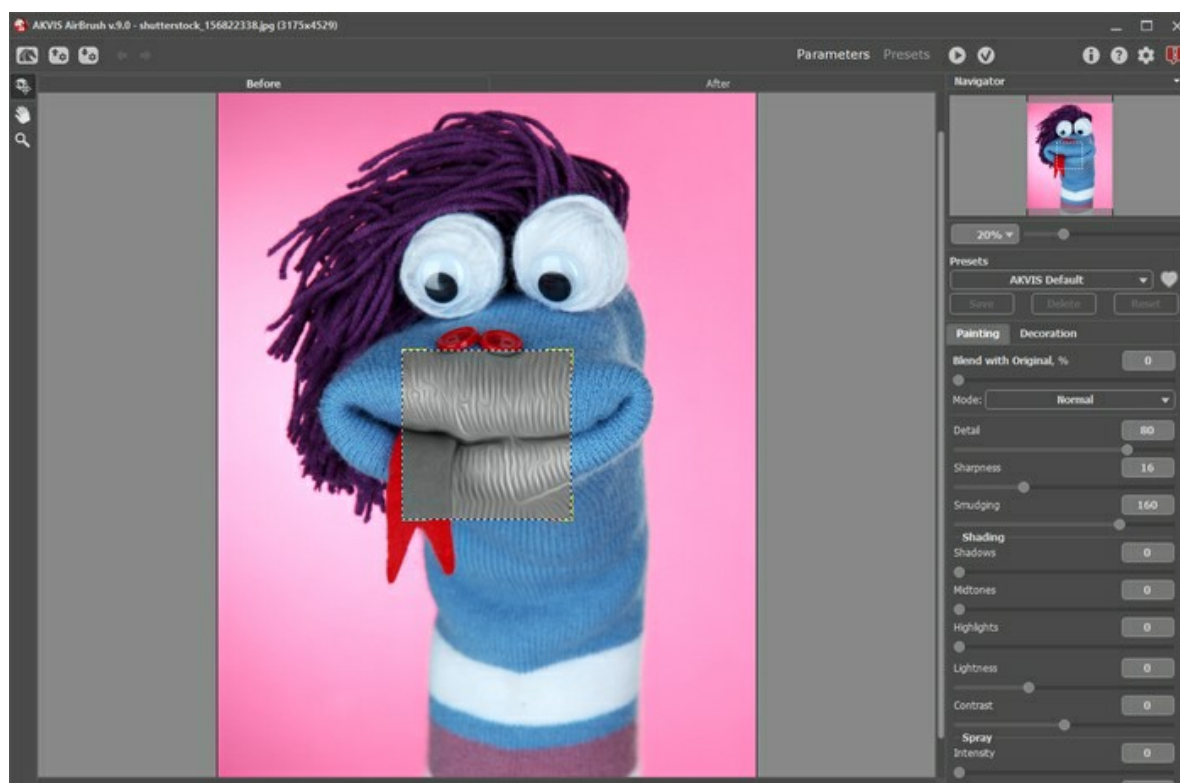 AKVIS AirBrush v.9.0 - shutterstock_156822338.jpg (3175x4529)
Parameters Presets
Before After
Navigator
20%
Presets
AKVIS Default
Save Delete Reset
Painting Decoration
Blend with Original, % 0
Mode: Normal
Detail 80
Sharpness 16
Smudging 160
Shading
Shadows 0
Midtones 0
Highlights 0
Lightness 0
Contrast 0
Spray
Intensity 0